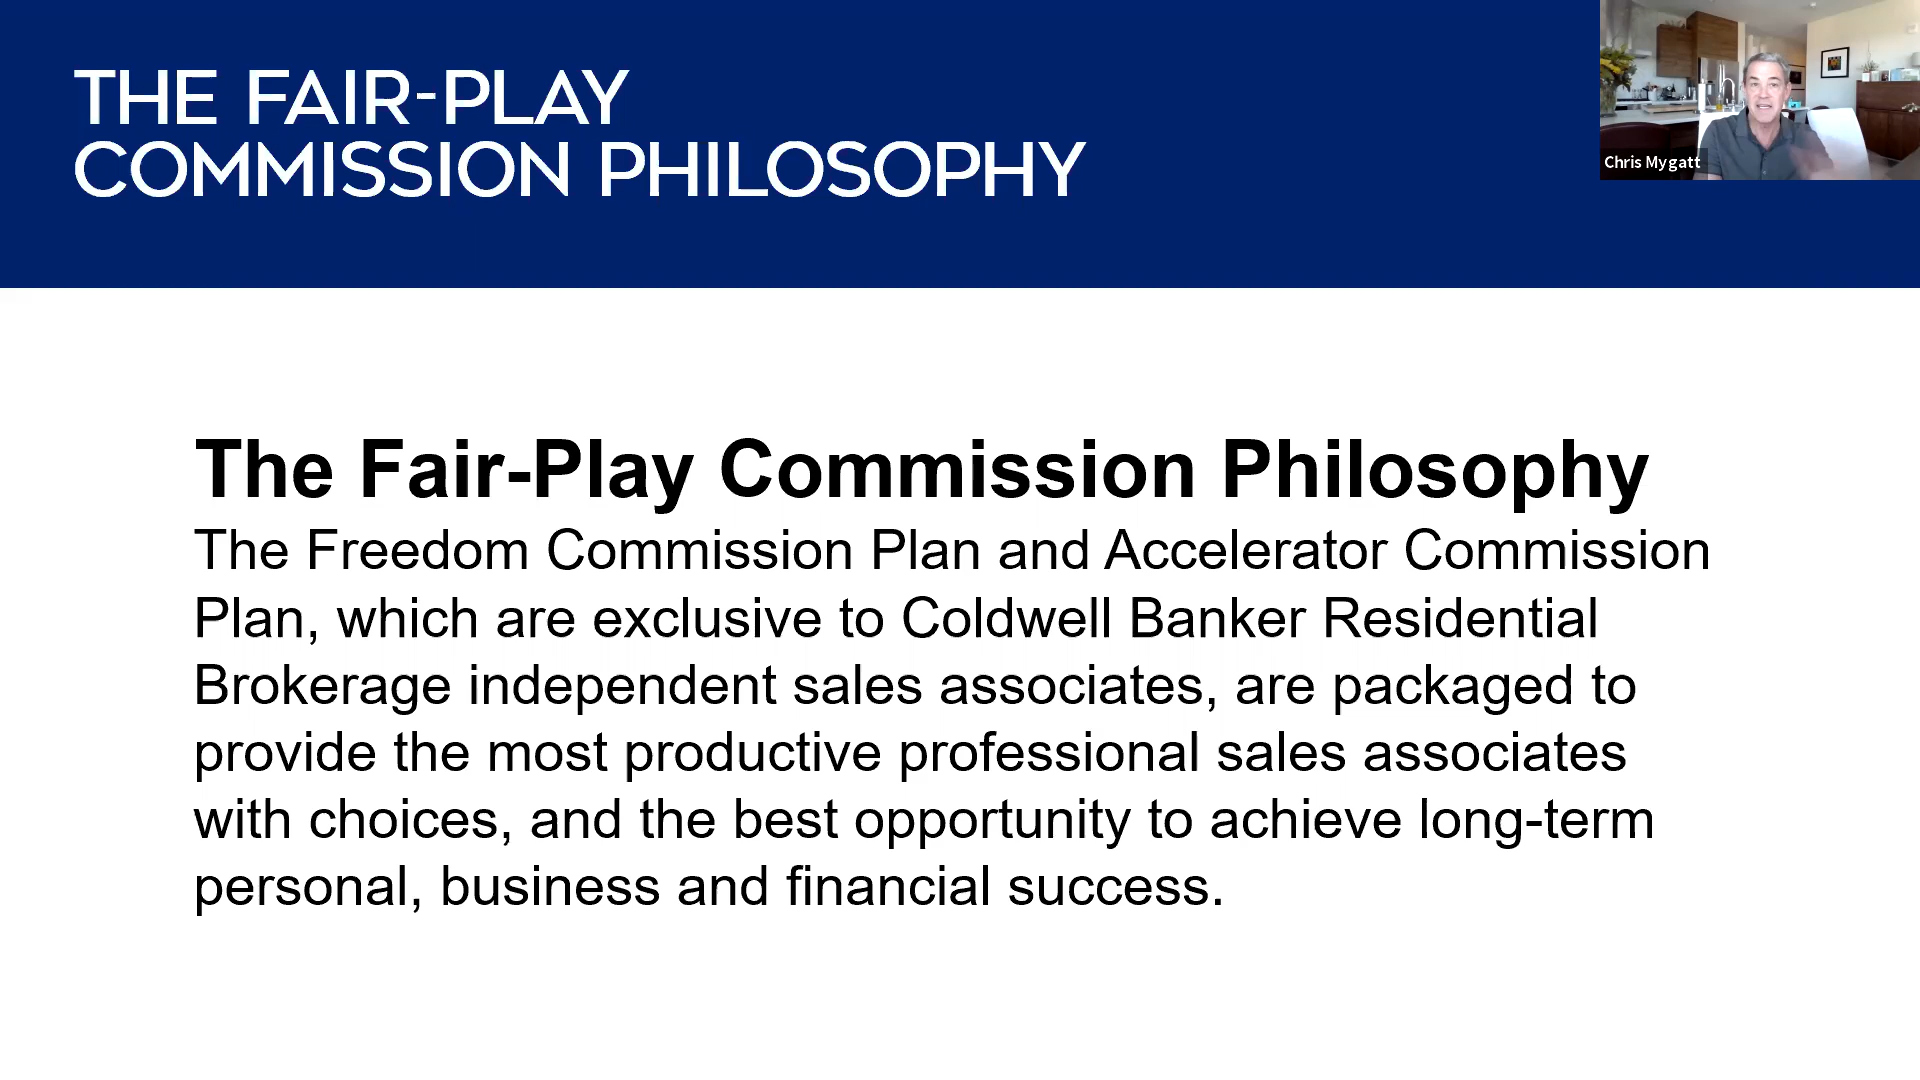 THE FAIR-PLAY
COMMISSION PHILOSOPHY
Chris Mygatt
The Fair-Play Commission Philosophy
The Freedom Commission Plan and Accelerator Commission
Plan, which are exclusive to Coldwell Banker Residential
Brokerage independent sales associates, are packaged to
provide the most productive professional sales associates
with choices, and the best opportunity to achieve long-term
personal, business and financial success.